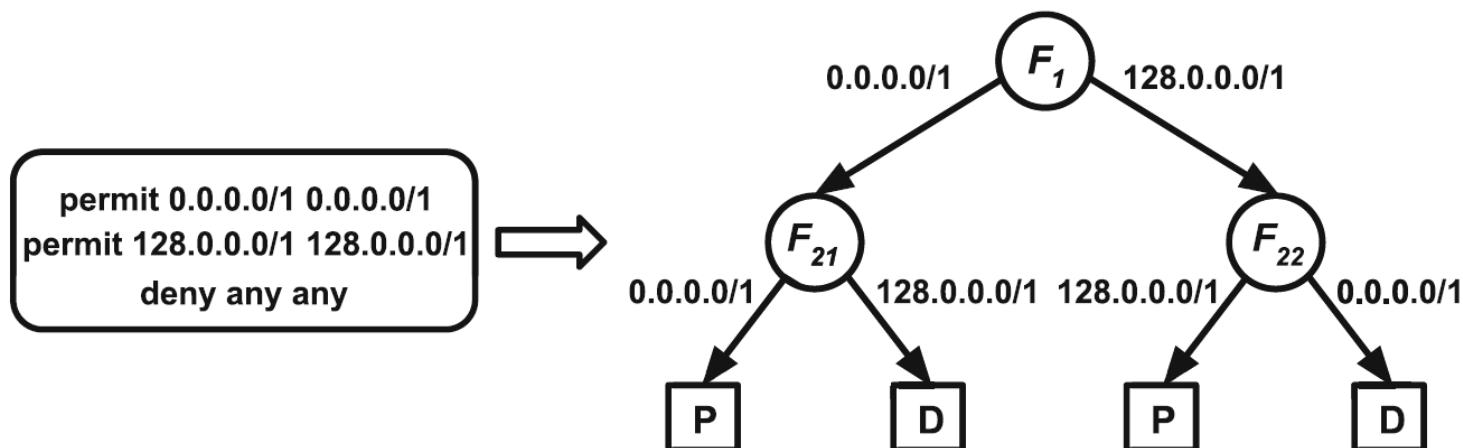 permit 0.0.0.0/1 0.0.0.0/1
permit 128.0.0.0/1 128.0.0.0/1
deny any any
F1
0.0.0.0/1 128.0.0.0/1
F21 F22
0.0.0.0/1 128.0.0.0/1 128.0.0.0/1 0.0.0.0/1
P D P D